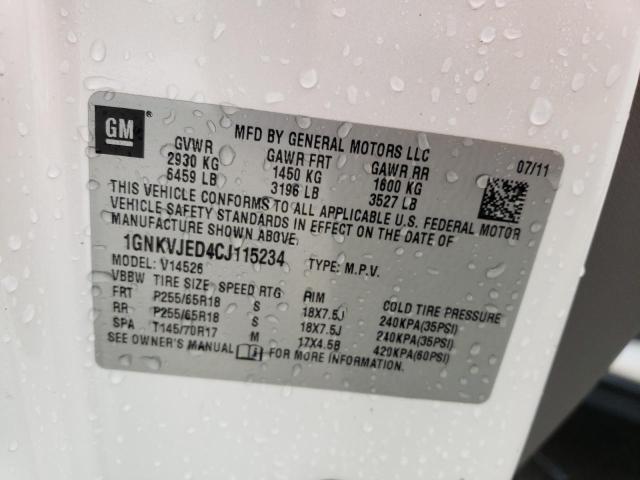 GM ®
MFD BY GENERAL MOTORS LLC 07/11
GVWR GAWR FRT GAWR RR
2930 KG 1450 KG 1600 KG
6459 LB 3196 LB 3527 LB
THIS VEHICLE CONFORMS TO ALL APPLICABLE U.S. FEDERAL MOTOR
VEHICLE SAFETY STANDARDS IN EFFECT ON THE DATE OF
MANUFACTURE SHOWN ABOVE.
1GNKVJED4CJ115234 TYPE: M.P.V.
MODEL: V14526
VBBW TIRE SIZE SPEED RTG RIM COLD TIRE PRESSURE
FRT P255/65R18 S 18X7.5J 240KPA(35PSI)
RR P255/65R18 S 18X7.5J 240KPA(35PSI)
SPA T145/70R17 M 17X4.5B 420KPA(60PSI)
SEE OWNER'S MANUAL FOR MORE INFORMATION.